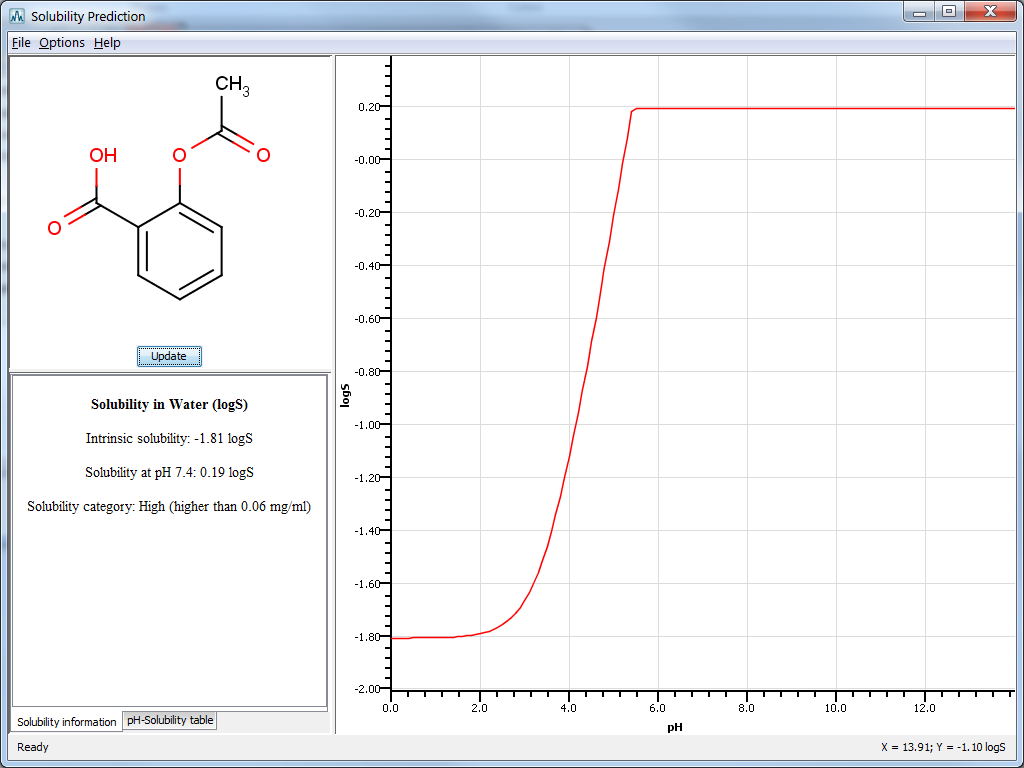 Solubility Prediction
File Options Help
CH3
OH
O
O
O
Update
Solubility in Water (logS)
Intrinsic solubility: -1.81 logS
Solubility at pH 7.4: 0.19 logS
Solubility category: High (higher than 0.06 mg/ml)
Solubility information pH-Solubility table
logS
0.20
-0.00
-0.20
-0.40
-0.60
-0.80
-1.00
-1.20
-1.40
-1.60
-1.80
-2.00
0.0 2.0 4.0 6.0 8.0 10.0 12.0
pH
Ready
X = 13.91; Y = -1.10 logS